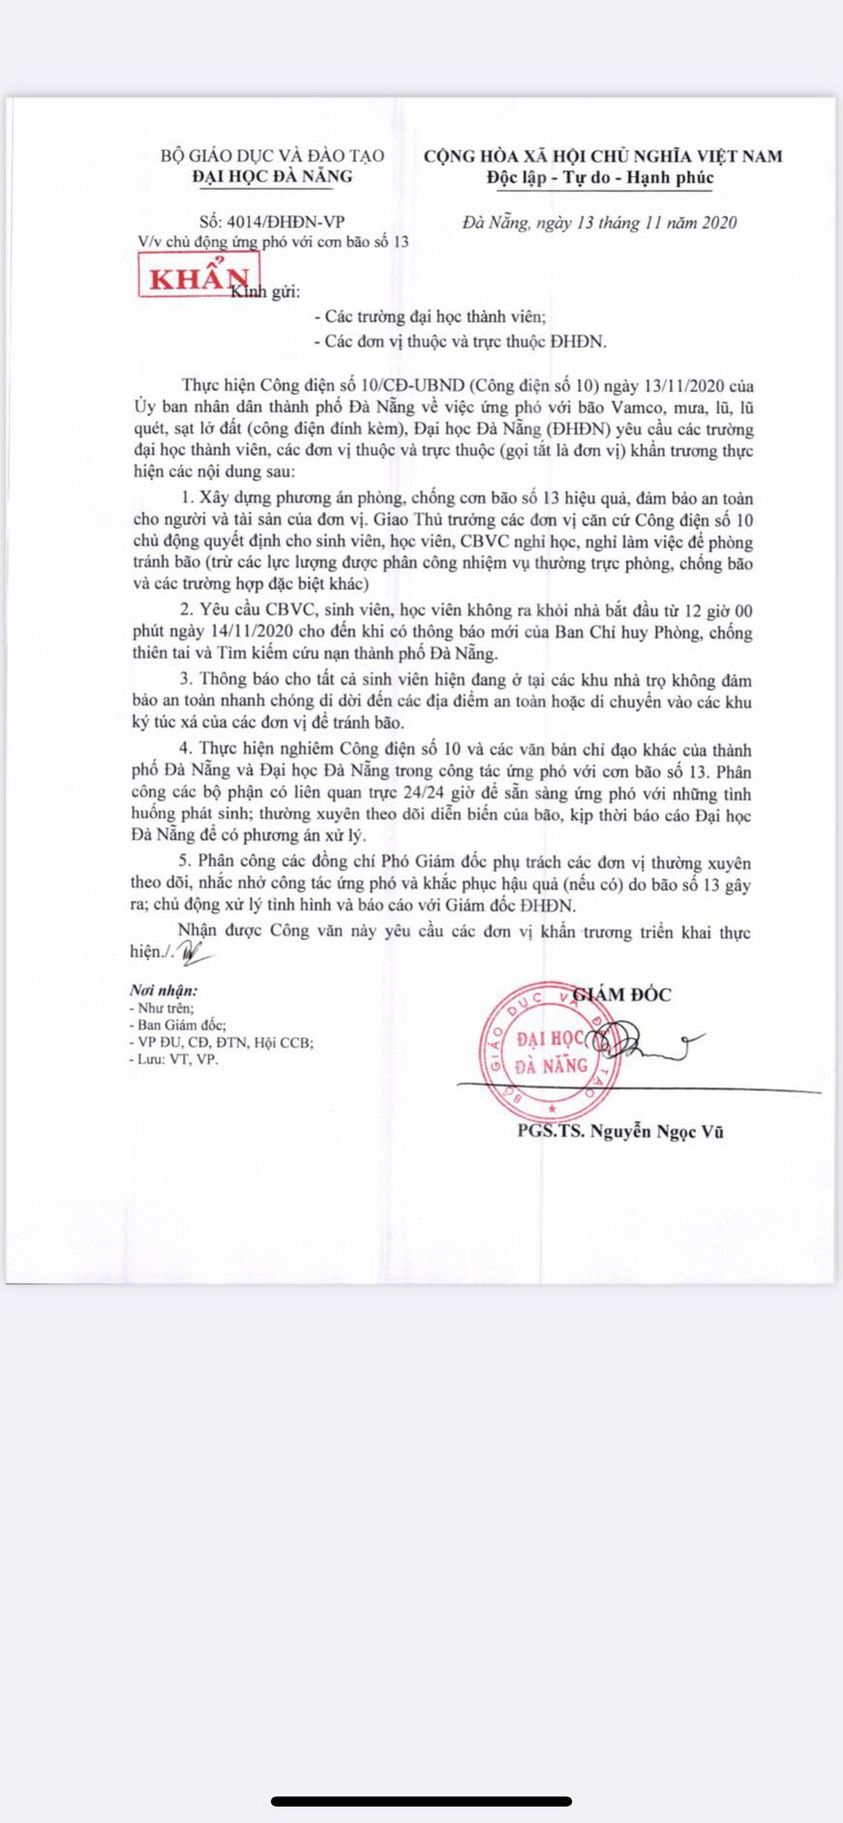 BỘ GIÁO DỤC VÀ ĐÀO TẠO
ĐẠI HỌC ĐÀ NẴNG
CỘNG HÒA XÃ HỘI CHỦ NGHĨA VIỆT NAM
Độc lập - Tự do - Hạnh phúc
Số: 4014/ĐHĐN-VP
V/v chủ động ứng phó với cơn bão số 13
Đà Nẵng, ngày 13 tháng 11 năm 2020
KHẨN
Kính gửi:
- Các trường đại học thành viên;
- Các đơn vị thuộc và trực thuộc ĐHĐN.
Thực hiện Công điện số 10/CĐ-UBND (Công điện số 10) ngày 13/11/2020 của
Ủy ban nhân dân thành phố Đà Nẵng về việc ứng phó với bão Vamco, mưa, lũ, lũ
quét, sạt lở đất (công điện đính kèm), Đại học Đà Nẵng (ĐHĐN) yêu cầu các trường
đại học thành viên, các đơn vị thuộc và trực thuộc (gọi tắt là đơn vị) khẩn trương thực
hiện các nội dung sau:
1. Xây dựng phương án phòng, chống cơn bão số 13 hiệu quả, đảm bảo an toàn
cho người và tài sản của đơn vị. Giao Thủ trưởng các đơn vị căn cứ Công điện số 10
chủ động quyết định cho sinh viên, học viên, CBVC nghỉ học, nghỉ làm việc để phòng
tránh bão (trừ các lực lượng được phân công nhiệm vụ thường trực phòng, chống bão
và các trường hợp đặc biệt khác)
2. Yêu cầu CBVC, sinh viên, học viên không ra khỏi nhà bắt đầu từ 12 giờ 00
phút ngày 14/11/2020 cho đến khi có thông báo mới của Ban Chỉ huy Phòng, chống
thiên tai và Tìm kiếm cứu nạn thành phố Đà Nẵng.
3. Thông báo cho tất cả sinh viên hiện đang ở tại các khu nhà trọ không đảm
bảo an toàn nhanh chóng di dời đến các địa điểm an toàn hoặc di chuyển vào các khu
ký túc xá của các đơn vị để tránh bão.
4. Thực hiện nghiêm Công điện số 10 và các văn bản chỉ đạo khác của thành
phố Đà Nẵng và Đại học Đà Nẵng trong công tác ứng phó với cơn bão số 13. Phân
công các bộ phận có liên quan trực 24/24 giờ để sẵn sàng ứng phó với những tình
huống phát sinh; thường xuyên theo dõi diễn biến của bão, kịp thời báo cáo Đại học
Đà Nẵng để có phương án xử lý.
5. Phân công các đồng chí Phó Giám đốc phụ trách các đơn vị thường xuyên
theo dõi, nhắc nhở công tác ứng phó và khắc phục hậu quả (nếu có) do bão số 13 gây
ra; chủ động xử lý tình hình và báo cáo với Giám đốc ĐHĐN.
Nhận được Công văn này yêu cầu các đơn vị khẩn trương triển khai thực
hiện./.
Nơi nhận:
- Như trên;
- Ban Giám đốc;
- VP ĐU, CĐ, ĐTN, Hội CCB;
- Lưu: VT, VP.
GIÁM ĐỐC
BỘ GIÁO DỤC VÀ ĐÀO TẠO
ĐẠI HỌC
ĐÀ NẴNG
PGS.TS. Nguyễn Ngọc Vũ